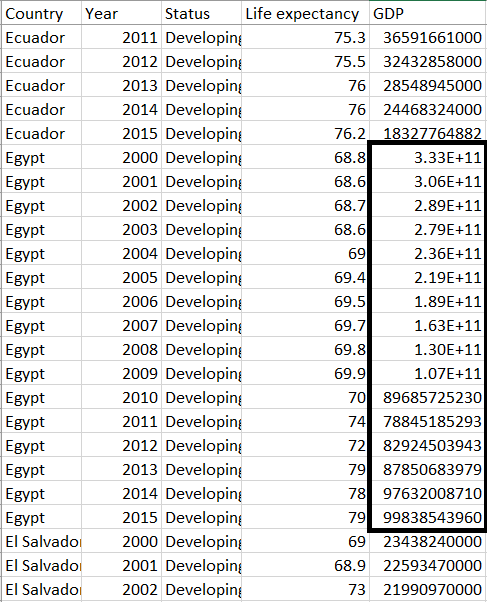 Country Year Status Life expectancy GDP
Ecuador 2011 Developing 75.3 36591661000
Ecuador 2012 Developing 75.5 32432858000
Ecuador 2013 Developing 76 28548945000
Ecuador 2014 Developing 76 24468324000
Ecuador 2015 Developing 76.2 18327764882
Egypt 2000 Developing 68.8 3.33E+11
Egypt 2001 Developing 68.6 3.06E+11
Egypt 2002 Developing 68.7 2.89E+11
Egypt 2003 Developing 68.6 2.79E+11
Egypt 2004 Developing 69 2.36E+11
Egypt 2005 Developing 69.4 2.19E+11
Egypt 2006 Developing 69.5 1.89E+11
Egypt 2007 Developing 69.7 1.63E+11
Egypt 2008 Developing 69.8 1.30E+11
Egypt 2009 Developing 69.9 1.07E+11
Egypt 2010 Developing 70 89685725230
Egypt 2011 Developing 74 78845185293
Egypt 2012 Developing 72 82924503943
Egypt 2013 Developing 79 87850683979
Egypt 2014 Developing 78 97632008710
Egypt 2015 Developing 79 99838543960
El Salvador 2000 Developing 69 23438240000
El Salvador 2001 Developing 68.9 22593470000
El Salvador 2002 Developing 73 21990970000